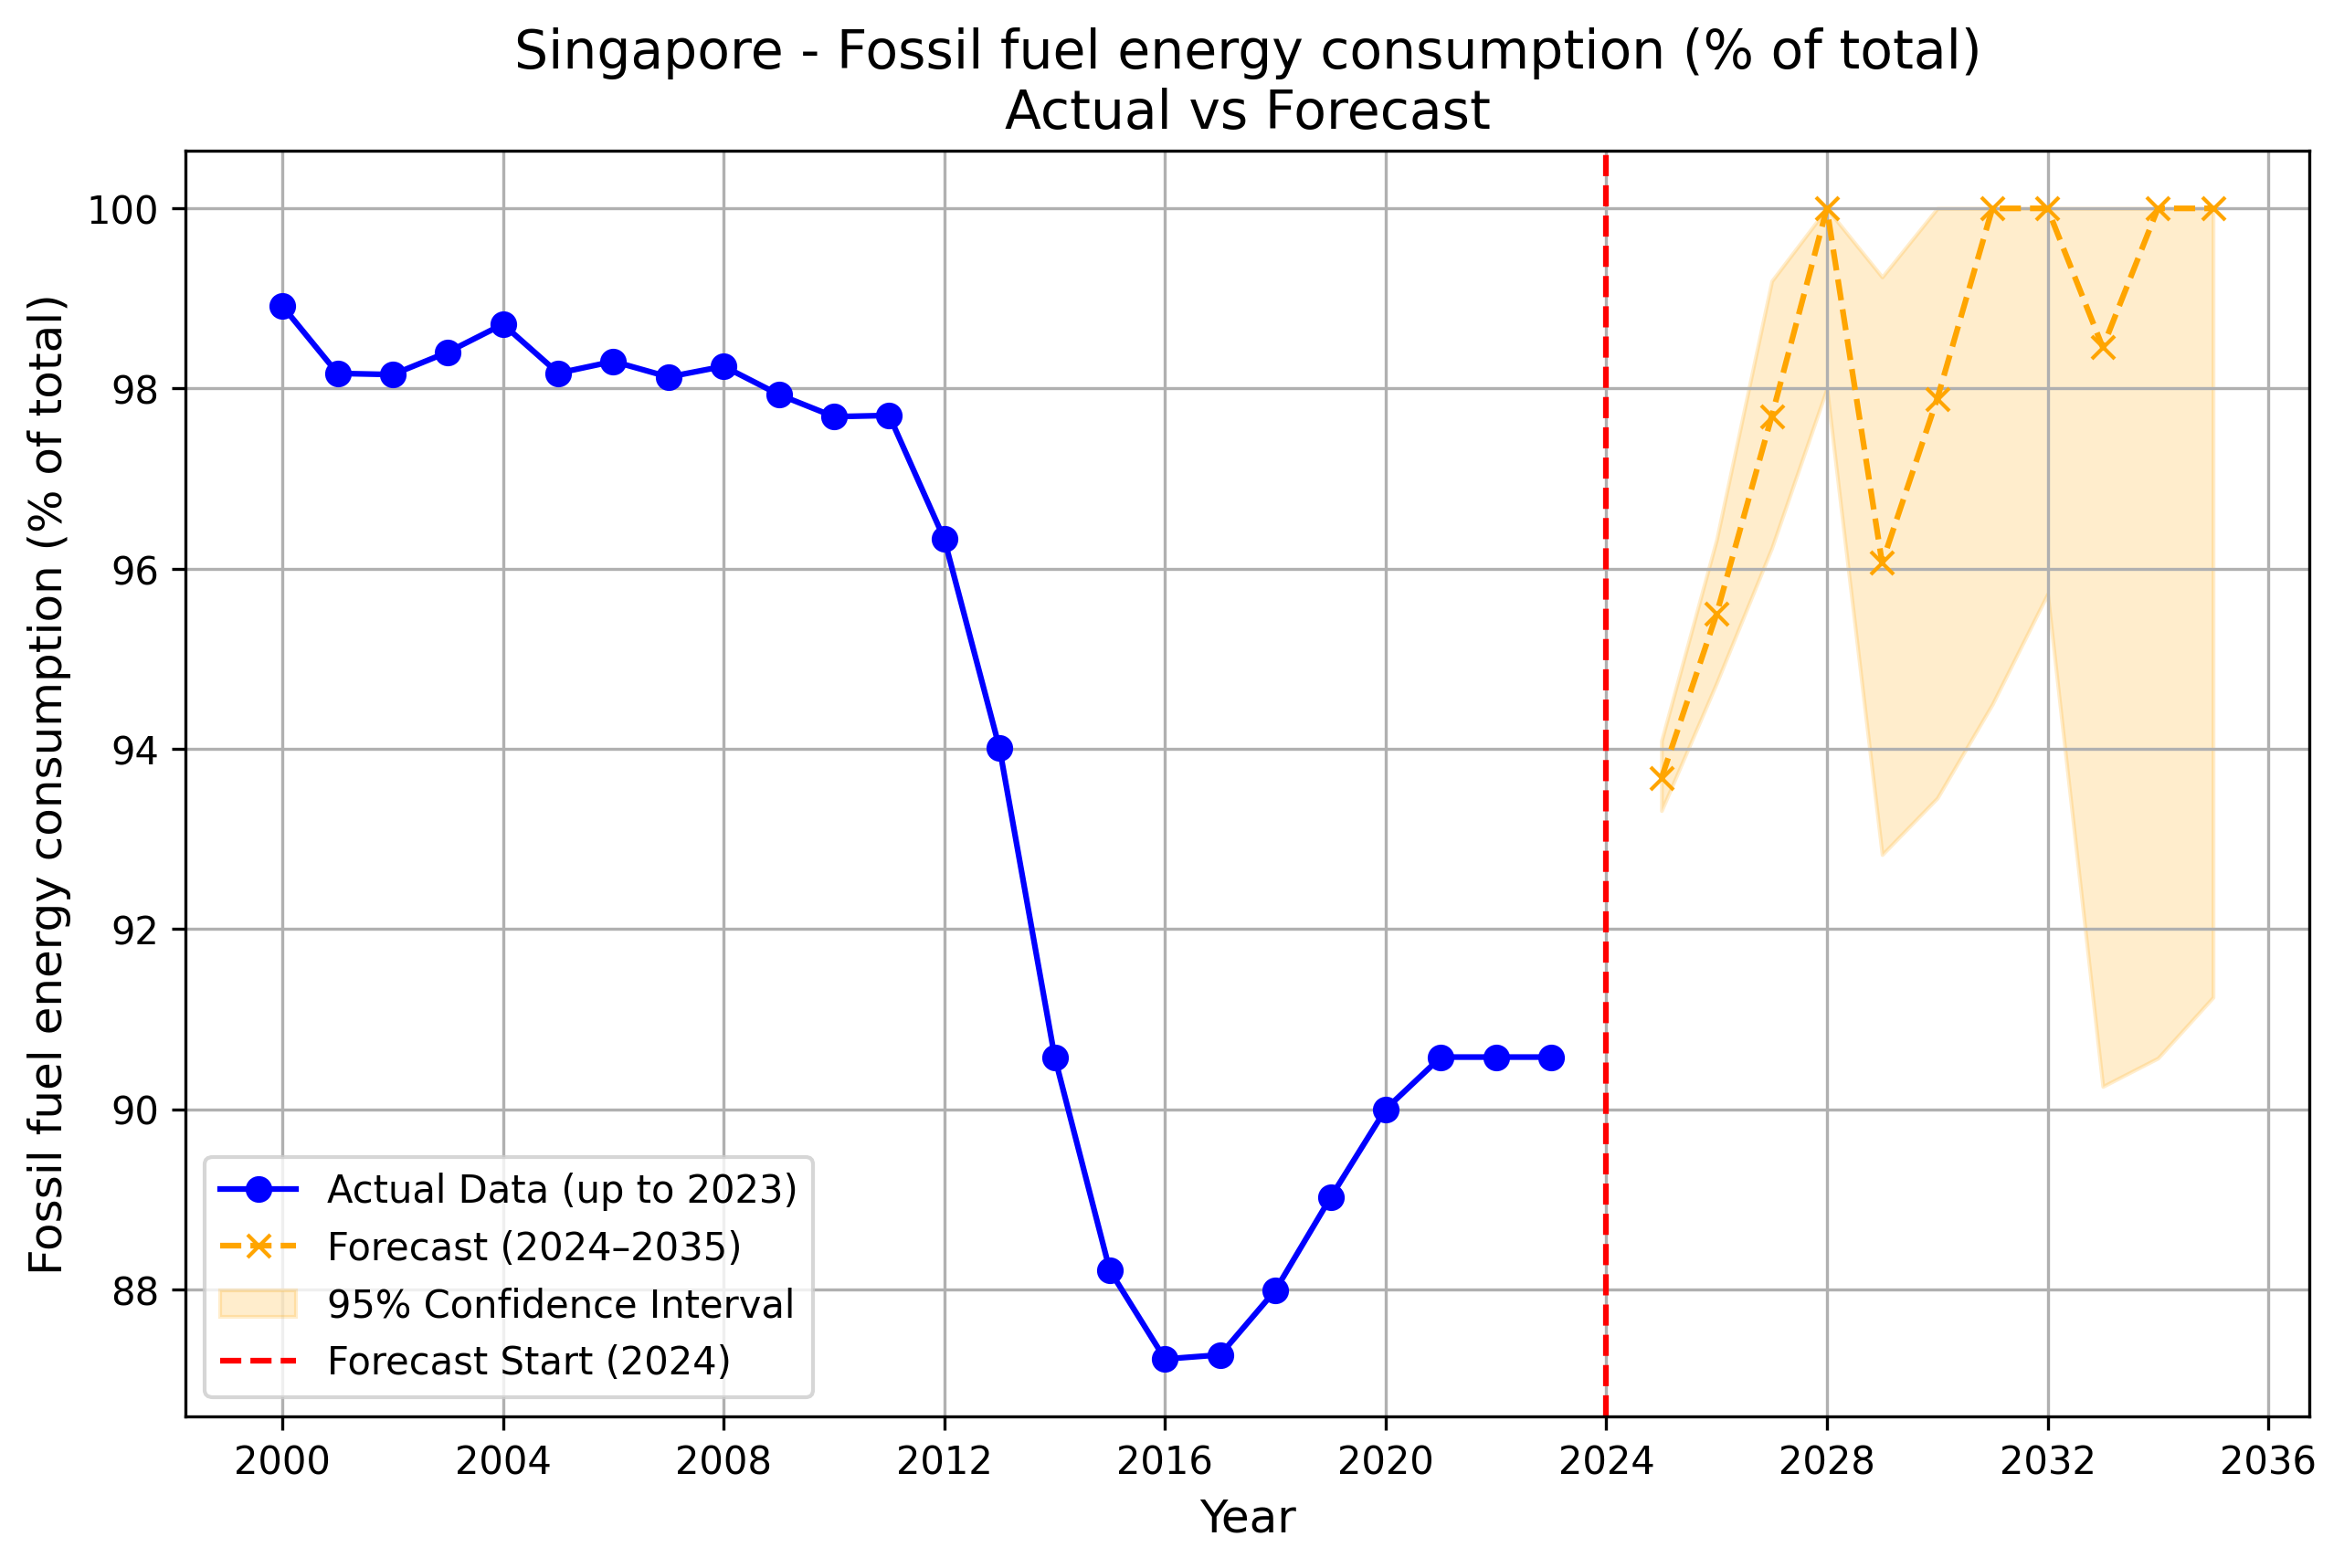 Singapore - Fossil fuel energy consumption (% of total)
Actual vs Forecast
Fossil fuel energy consumption (% of total)
100
98
96
94
92
90
88
Actual Data (up to 2023)
Forecast (2024–2035)
95% Confidence Interval
Forecast Start (2024)
2000 2004 2008 2012 2016 2020 2024 2028 2032 2036
Year